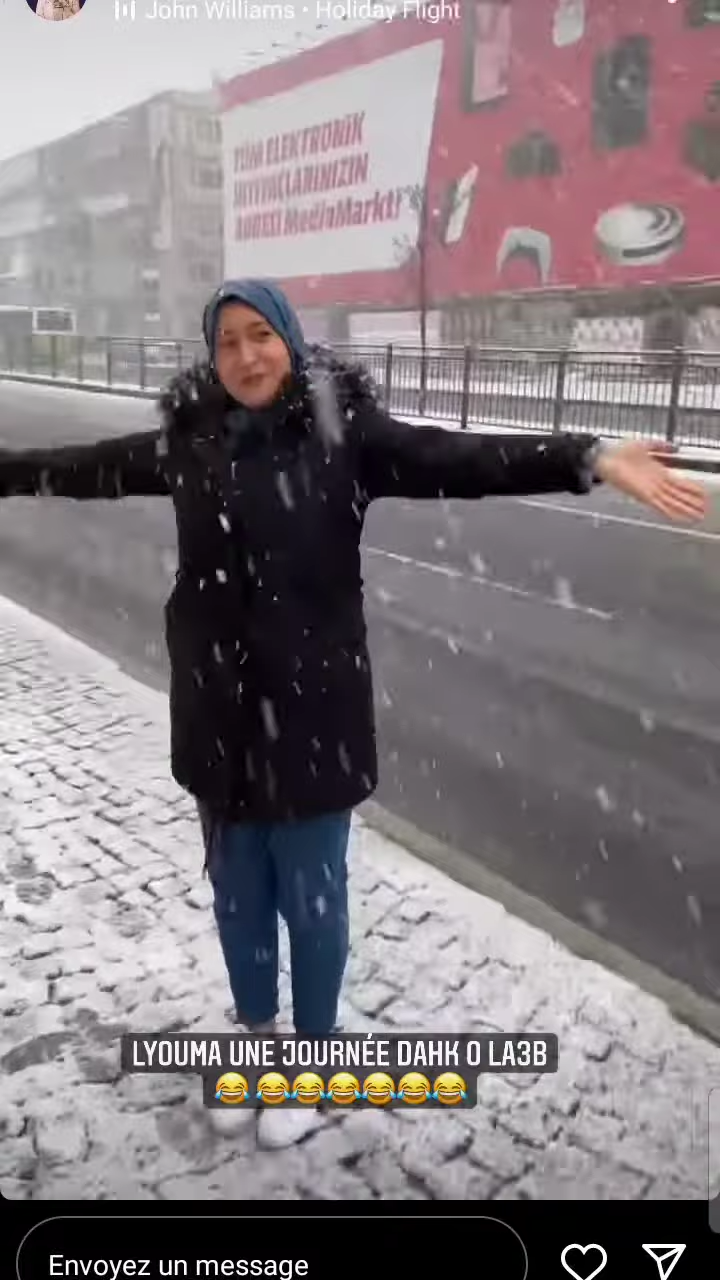 John Williams • Holiday Flight
TÜM ELEKTRONİK
İHTİYAÇLARINIZIN
ADRESİ MediaMarkt!
LYOUMA UNE JOURNÉE DAHK O LA3B
😂😂😂😂😂😂😂
Envoyez un message